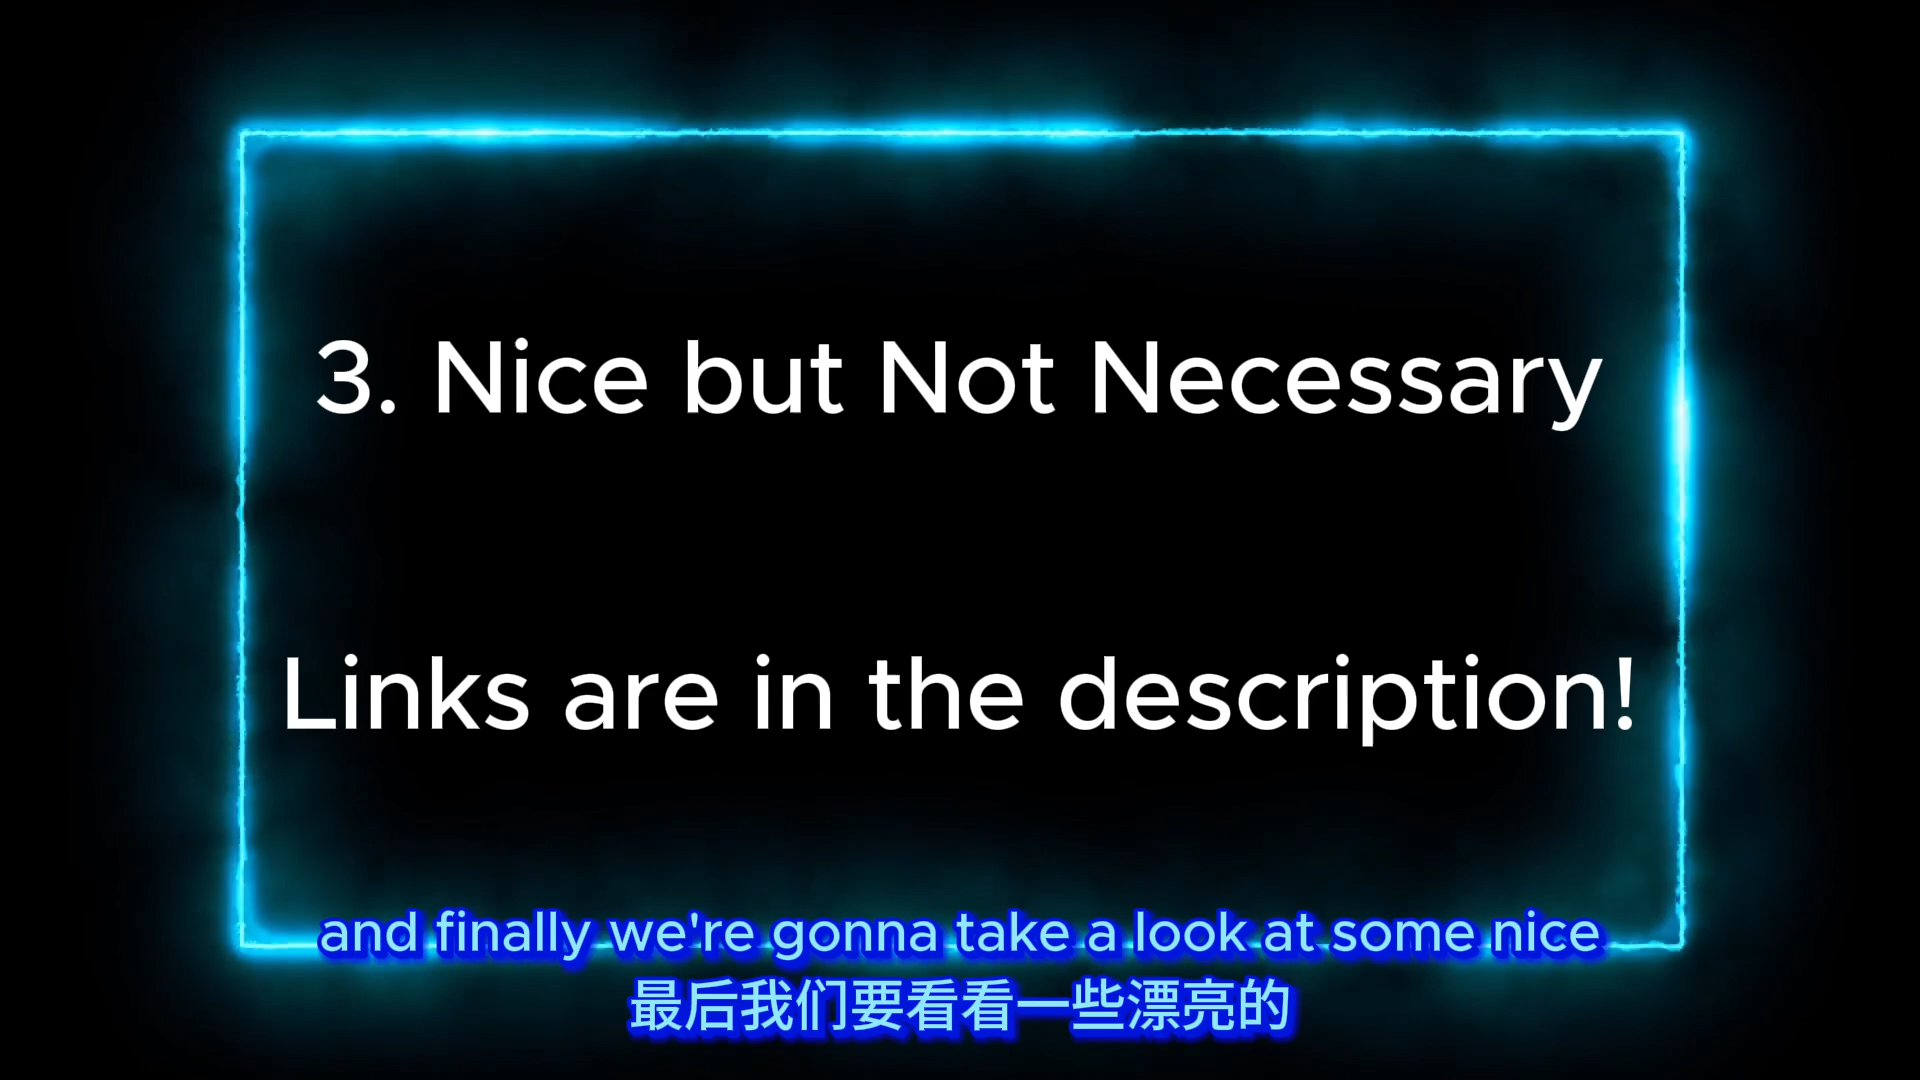 3. Nice but Not Necessary
Links are in the description!
and finally we're gonna take a look at some nice
最后我们要看看一些漂亮的